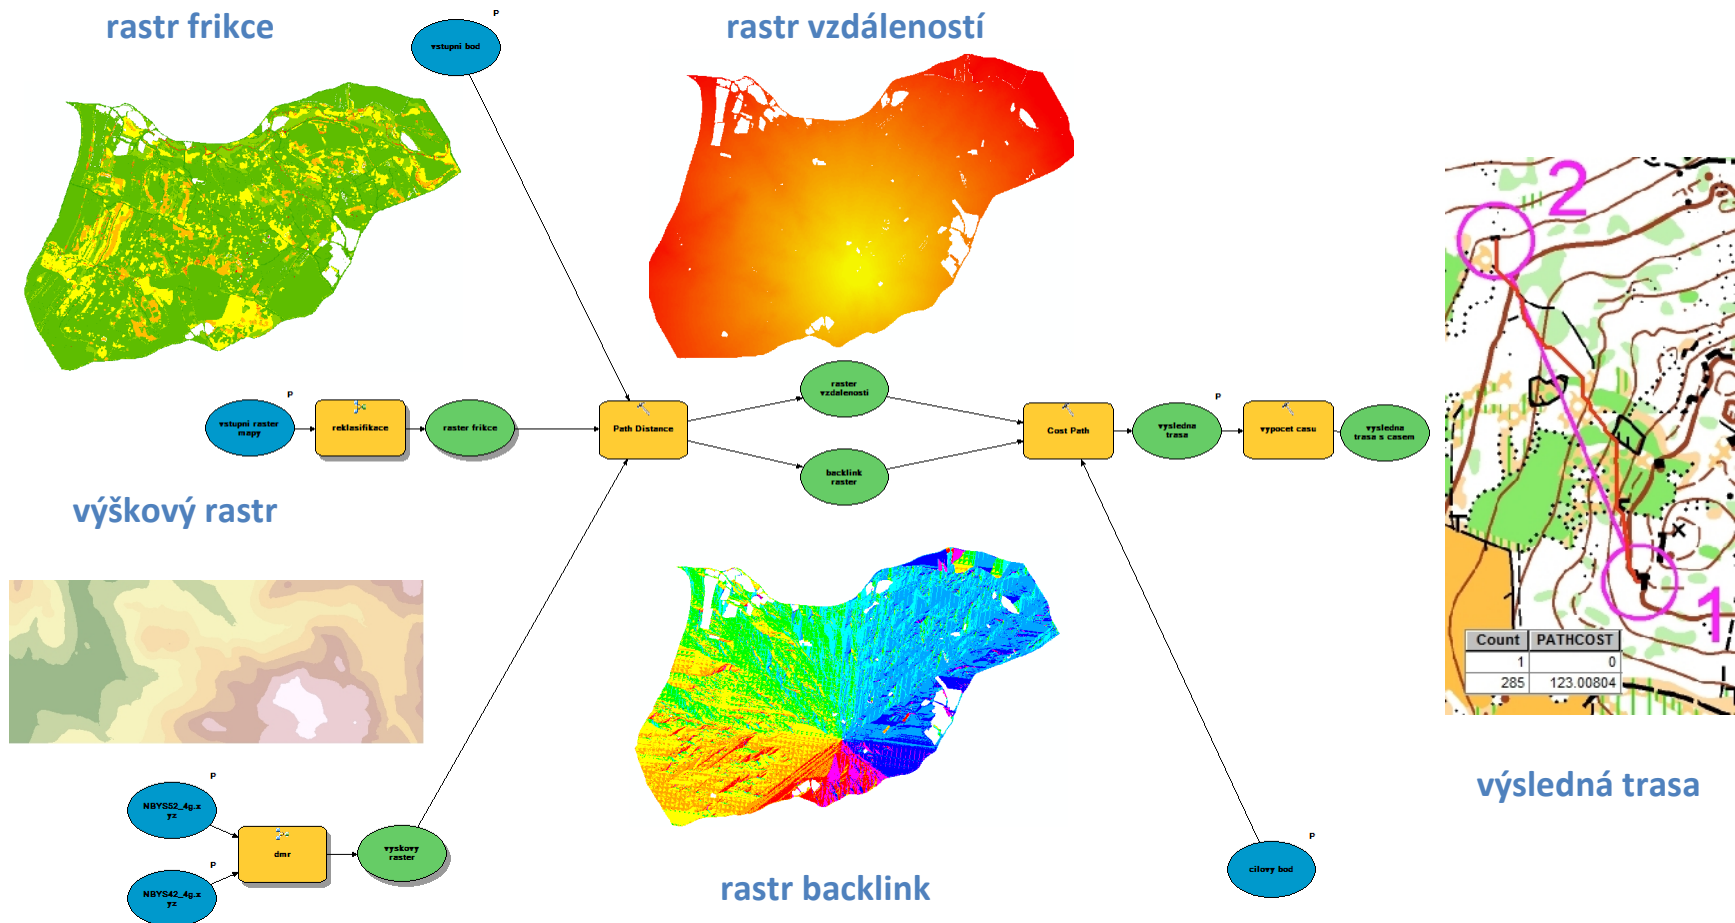 rastr frikce
P
vstupni bod
rastr vzdáleností
2
raster
vzdalenosti
P
vstupni raster
mapy
reklasifikace
raster frikce
Path Distance
Cost Path
P
vysledna
trasa
vypocet casu
vysledna
trasa s casem
backlink
raster
výškový rastr
1
Count PATHCOST
1 0
285 123.00804
výsledná trasa
P
NBYS52_4g.x
yz
dmr
vyskovy
raster
P
NBYS42_4g.x
yz
rastr backlink
P
cilovy bod